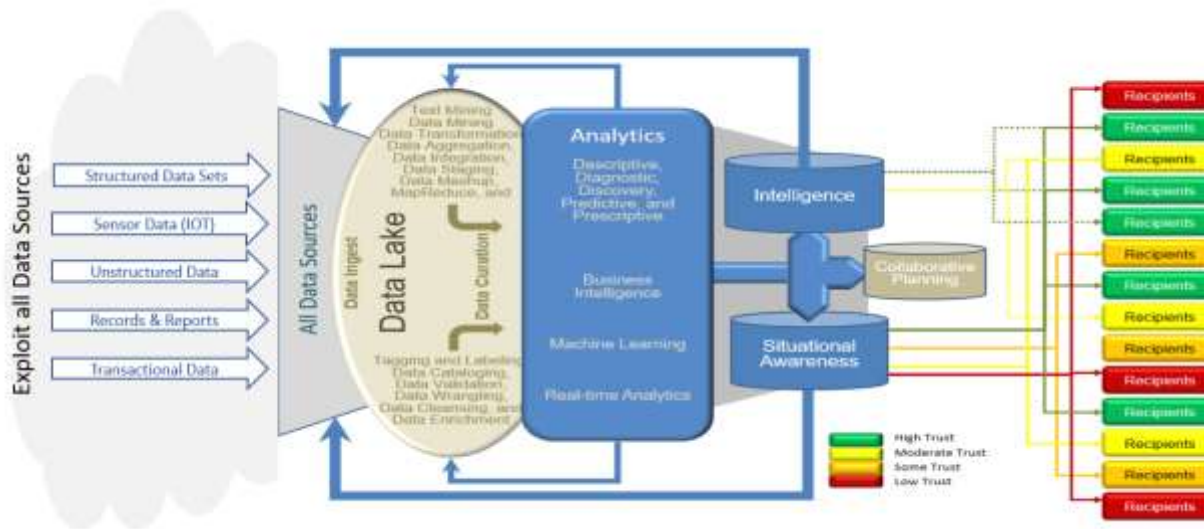 Exploit all Data Sources
Structured Data Sets
Sensor Data (IOT)
Unstructured Data
Records & Reports
Transactional Data
All Data Sources
Data Ingest
Data Lake
Data Curation
Text Mining
Data Mining
Data Transformation
Data Aggregation,
Data Integration,
Data Staging,
Data Meshup,
MapReduce, and
Tagging and Labeling
Data Cataloging,
Data Validation
Data Wrangling,
Data Cleansing, and
Data Enrichment
Analytics
Descriptive,
Diagnostic,
Discovery,
Predictive, and
Prescriptive
Business
Intelligence
Machine Learning
Real-time Analytics
Intelligence
Collaborative
Planning
Situational
Awareness
High Trust
Moderate Trust
Some Trust
Low Trust
Recipients
Recipients
Recipients
Recipients
Recipients
Recipients
Recipients
Recipients
Recipients
Recipients
Recipients
Recipients
Recipients
Recipients